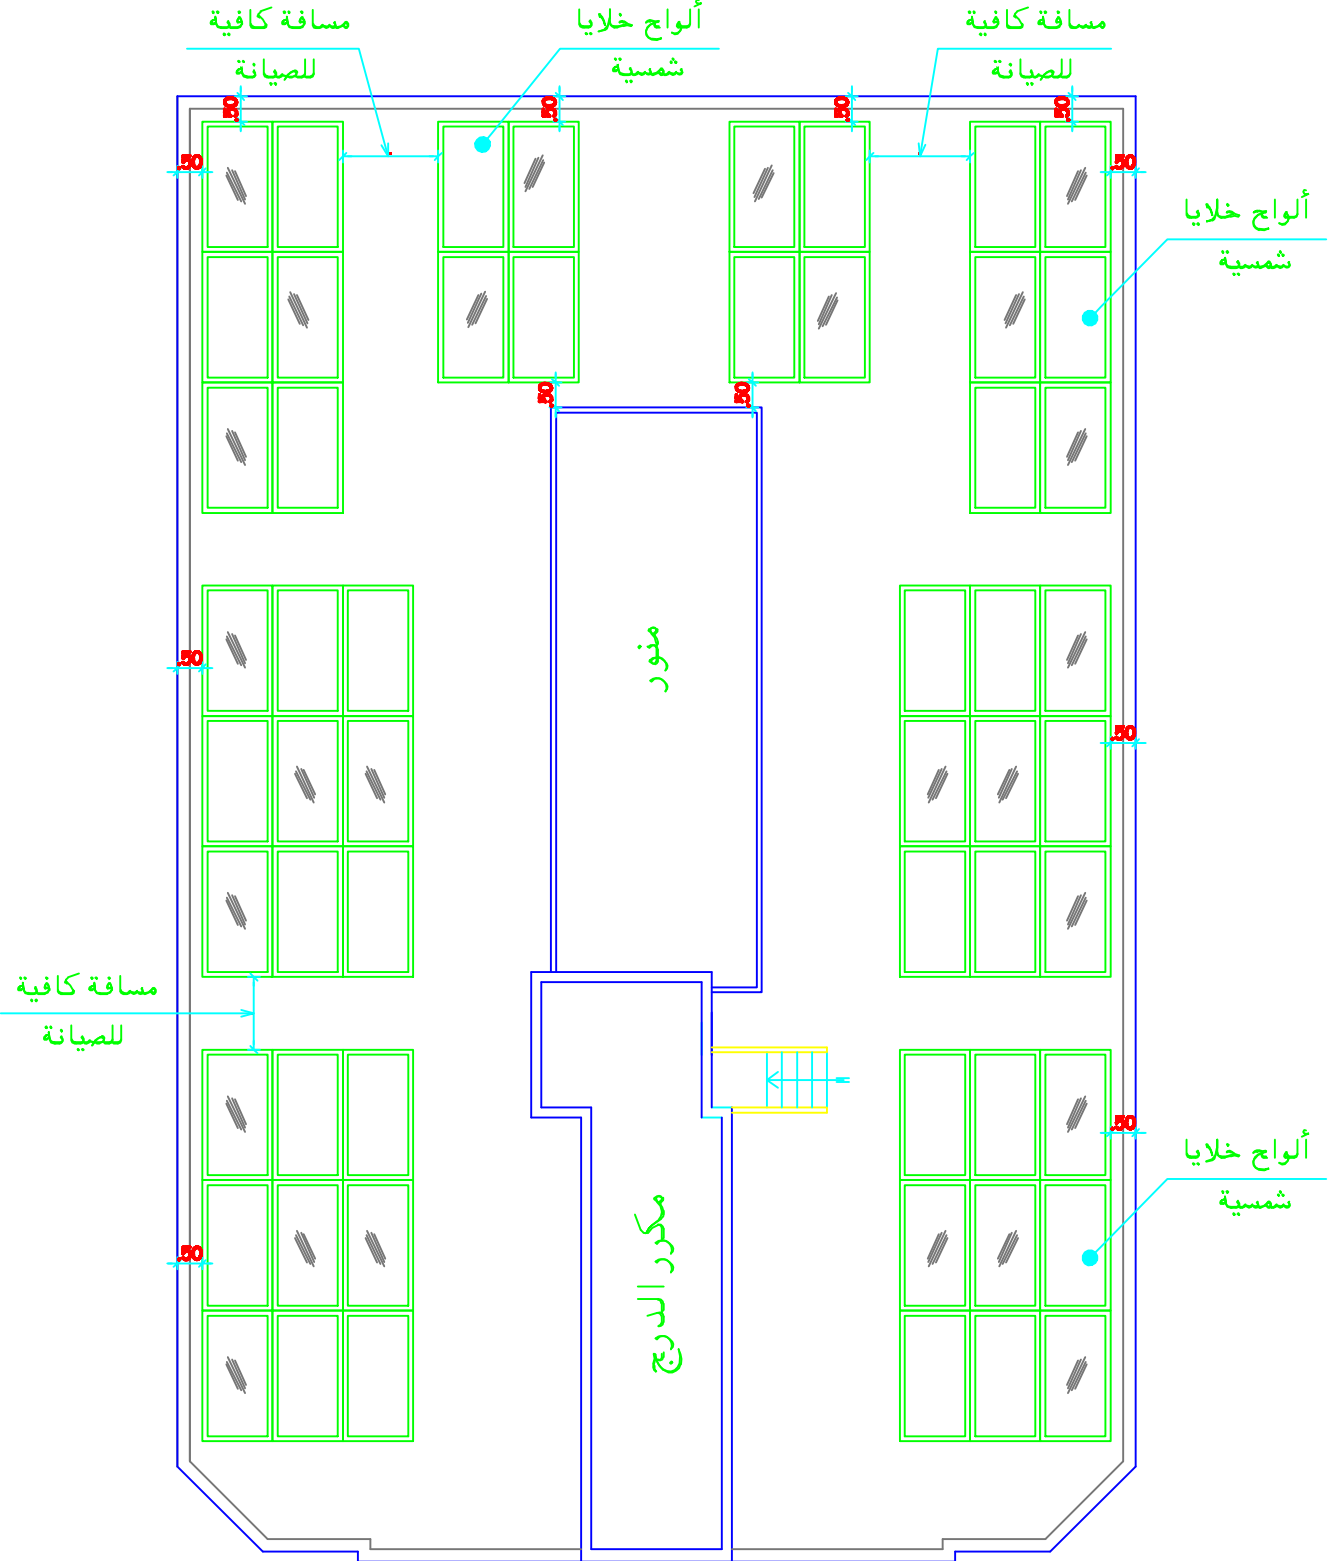 مسافة كافية
للصيانة
ألواح خلايا
شمسية
مسافة كافية
للصيانة
.50
.50
.50
.50
.50
.50
ألواح خلايا
شمسية
.50
.50
منور
.50
.50
مسافة كافية
للصيانة
.50
ألواح خلايا
شمسية
مكرر الدرج
.50